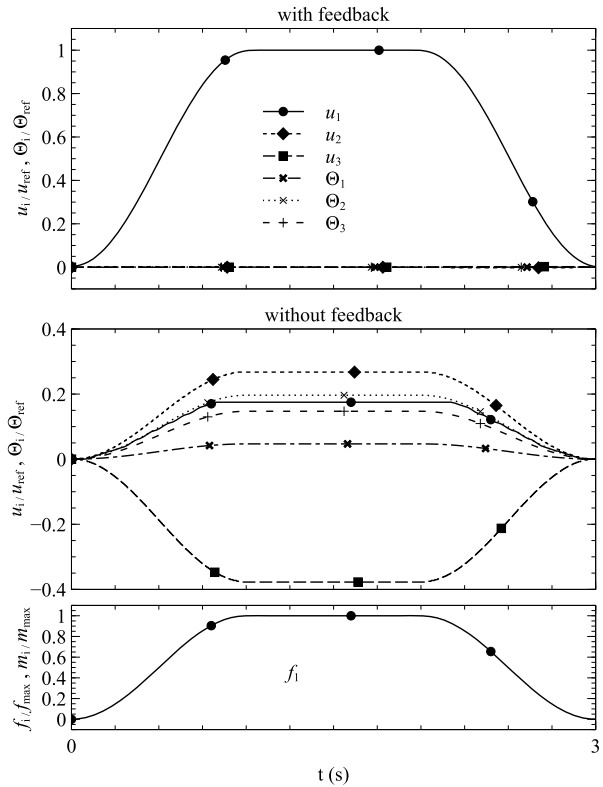 with feedback
u_i/u_ref , Θ_i/Θ_ref
1
0.8
0.6
0.4
0.2
0
u_1
u_2
u_3
Θ_1
Θ_2
Θ_3
without feedback
u_i/u_ref , Θ_i/Θ_ref
0.4
0.2
0
−0.2
−0.4
f_i/f_max , m_i/m_max
1
0.8
0.6
0.4
0.2
0
f_1
0
3
t (s)